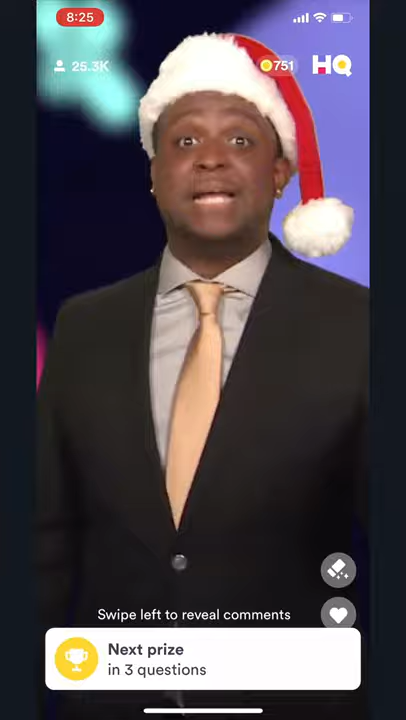 8:25
25.3K
751
HQ
Swipe left to reveal comments
Next prize
in 3 questions